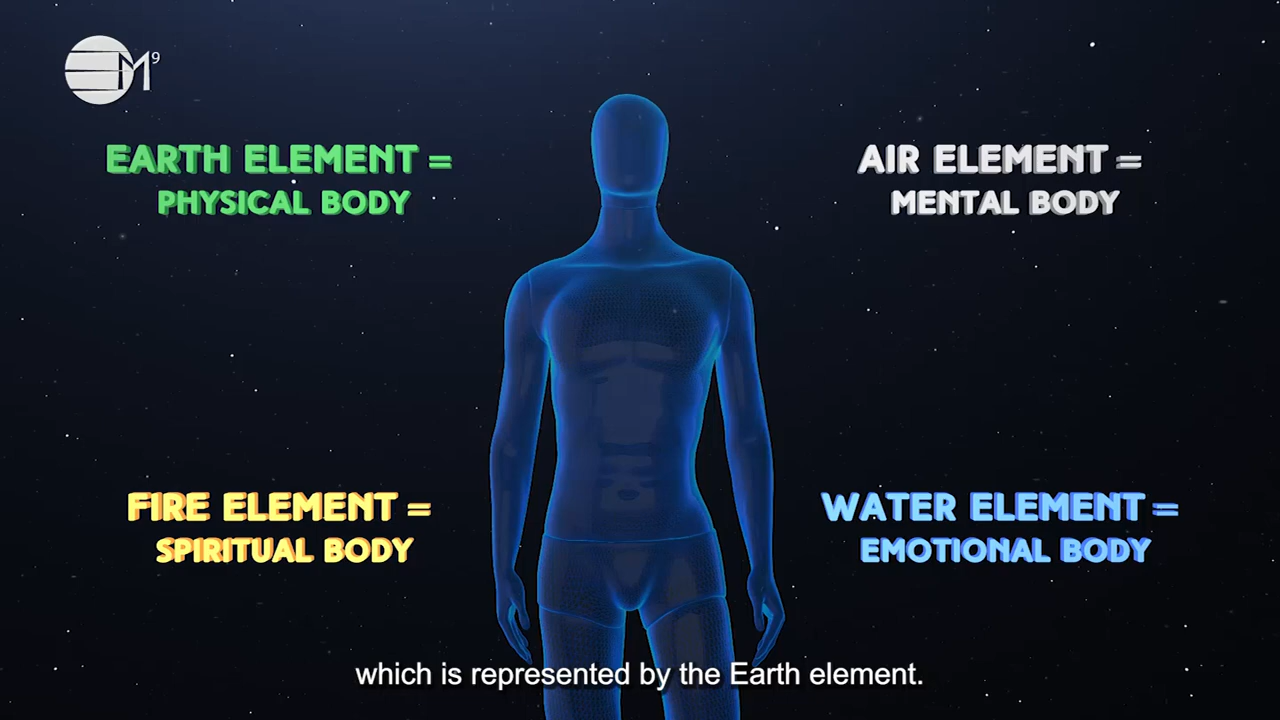 EM⁹
EARTH ELEMENT =
PHYSICAL BODY
AIR ELEMENT =
MENTAL BODY
FIRE ELEMENT =
SPIRITUAL BODY
WATER ELEMENT =
EMOTIONAL BODY
which is represented by the Earth element.